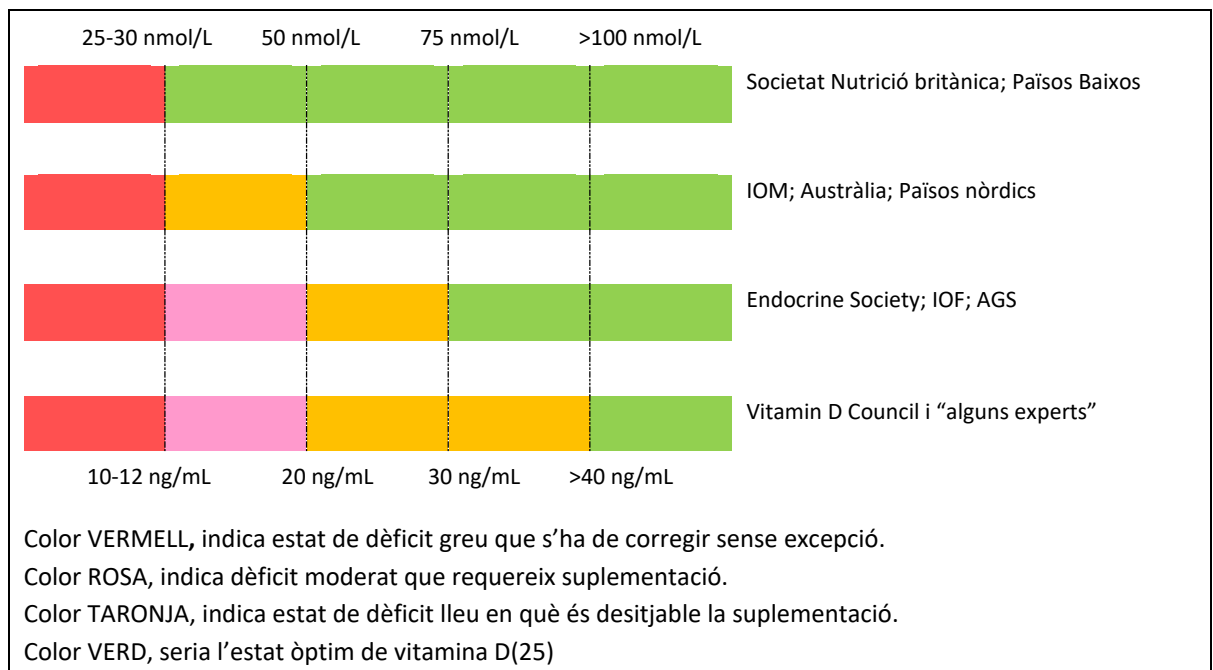 25-30 nmol/L 50 nmol/L 75 nmol/L >100 nmol/L
Societat Nutrició britànica; Països Baixos
IOM; Austràlia; Països nòrdics
Endocrine Society; IOF; AGS
Vitamin D Council i “alguns experts”
10-12 ng/mL 20 ng/mL 30 ng/mL >40 ng/mL
Color VERMELL, indica estat de dèficit greu que s’ha de corregir sense excepció.
Color ROSA, indica dèficit moderat que requereix suplementació.
Color TARONJA, indica estat de dèficit lleu en què és desitjable la suplementació.
Color VERD, seria l’estat òptim de vitamina D(25)